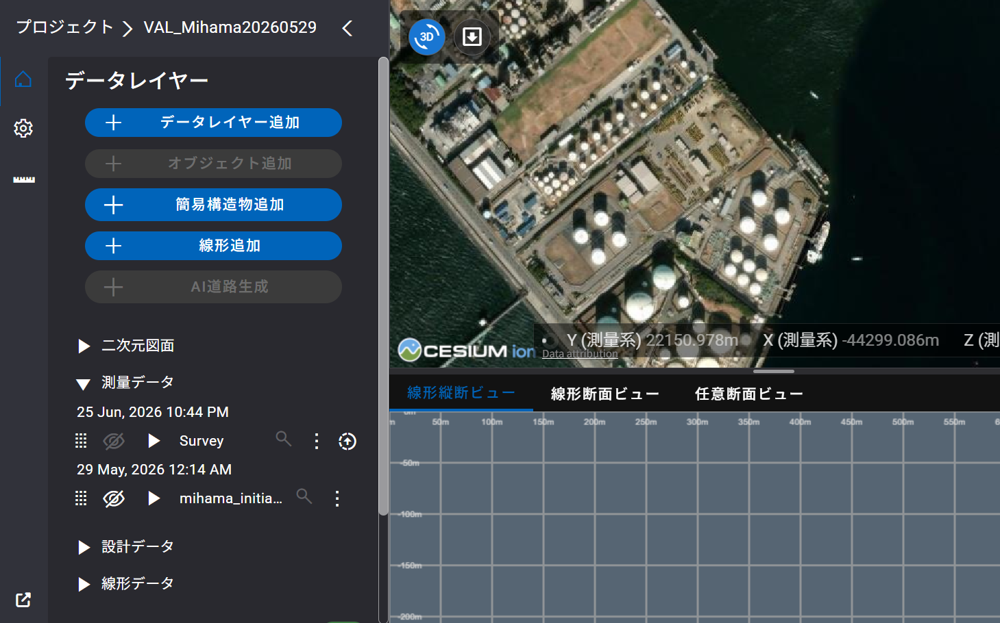 プロジェクト
VAL_Mihama20260529
データレイヤー
データレイヤー追加
オブジェクト追加
簡易構造物追加
線形追加
AI道路生成
二次元図面
測量データ
25 Jun, 2026 10:44 PM
Survey
29 May, 2026 12:14 AM
mihama_initia...
設計データ
線形データ
3D
CESIUM ion
Y (測量系) 22150.978m X (測量系) -44299.086m Z (測
Data attribution
線形縦断ビュー 線形断面ビュー 任意断面ビュー
0m
m 50m 100m 150m 200m 250m 300m 350m 400m 450m 500m 550m 6
-50m
-100m
-150m
-200m